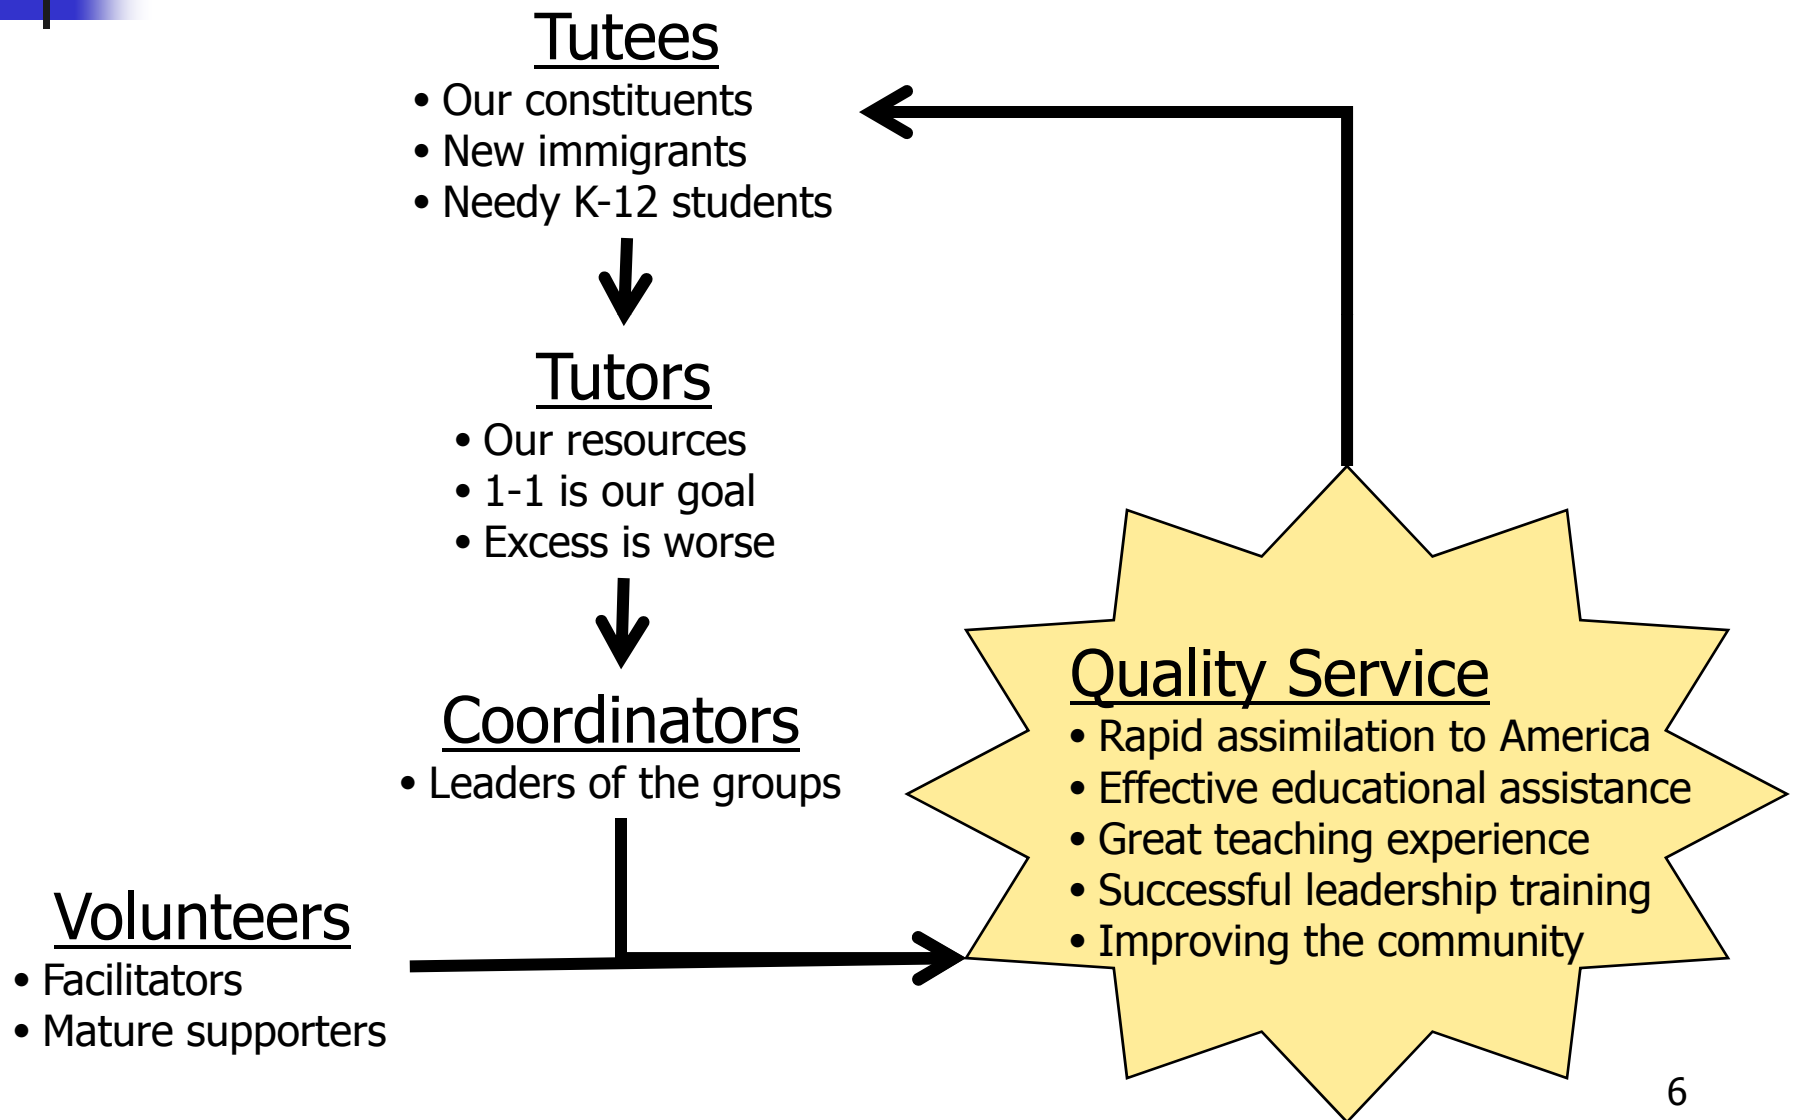 Tutees
• Our constituents
• New immigrants
• Needy K-12 students
Tutors
• Our resources
• 1-1 is our goal
• Excess is worse
Coordinators
• Leaders of the groups
Volunteers
• Facilitators
• Mature supporters
Quality Service
• Rapid assimilation to America
• Effective educational assistance
• Great teaching experience
• Successful leadership training
• Improving the community
6